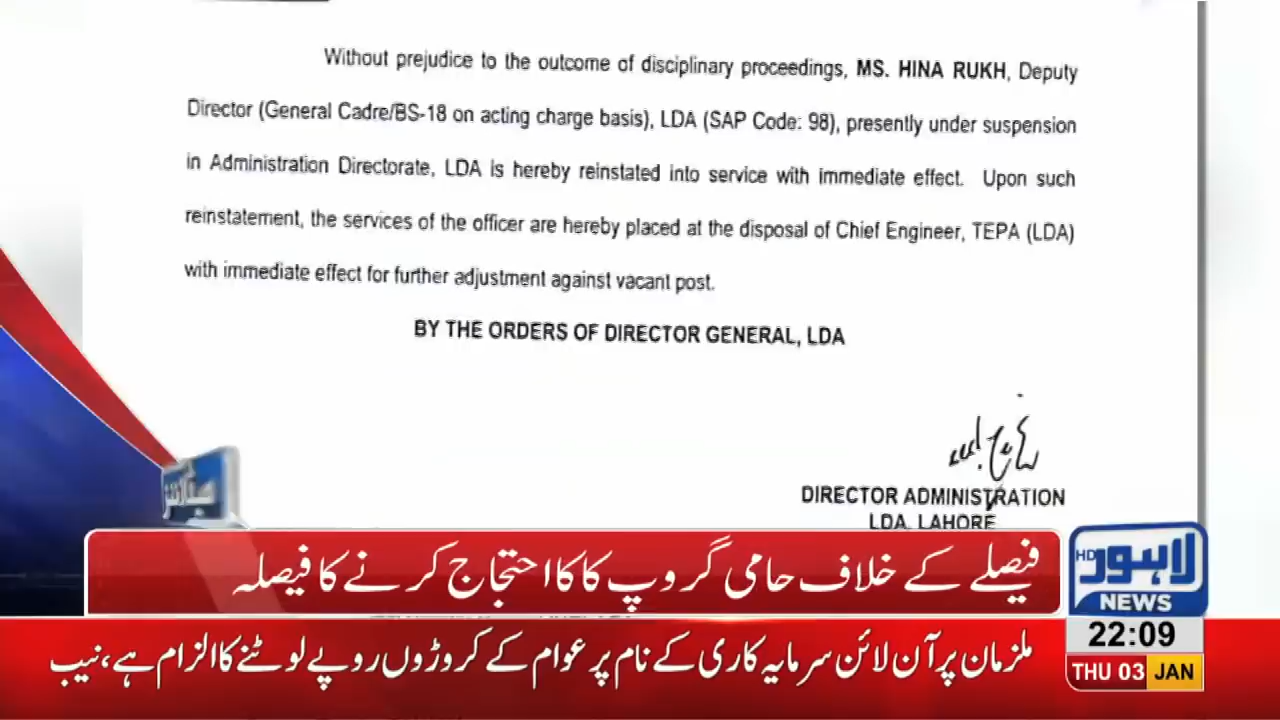 Without prejudice to the outcome of disciplinary proceedings, MS. HINA RUKH, Deputy
Director (General Cadre/BS-18 on acting charge basis), LDA (SAP Code: 98), presently under suspension
in Administration Directorate, LDA is hereby reinstated into service with immediate effect. Upon such
reinstatement, the services of the officer are hereby placed at the disposal of Chief Engineer, TEPA (LDA)
with immediate effect for further adjustment against vacant post.
BY THE ORDERS OF DIRECTOR GENERAL, LDA
DIRECTOR ADMINISTRATION
LDA, LAHORE
فیصلے کے خلاف حامی گروپ کا کا احتجاج کرنے کا فیصلہ
HD لاہور
NEWS
22:09
THU 03 JAN
ملزمان پر آن لائن سرمایہ کاری کے نام پر عوام کے کروڑوں روپے لوٹنے کا الزام ہے، نیب